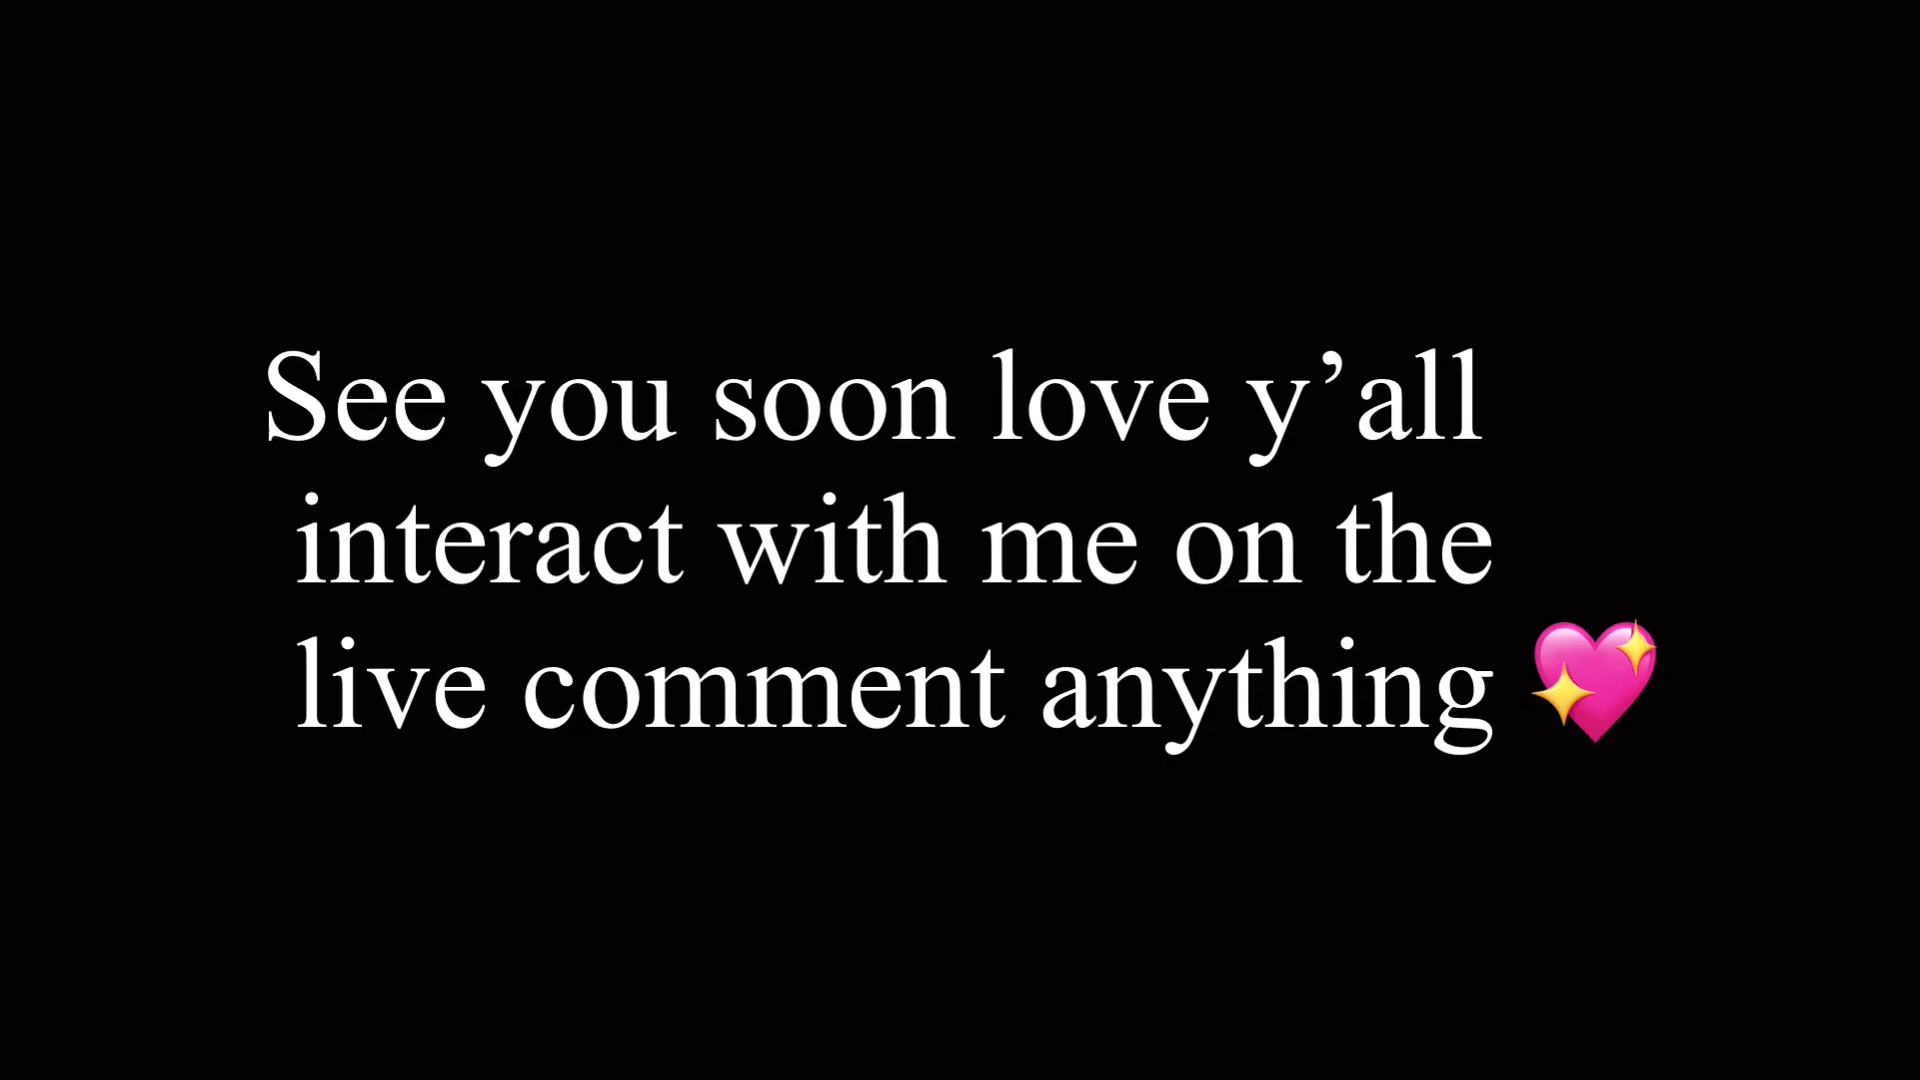 See you soon love y’all
interact with me on the
live comment anything 💖